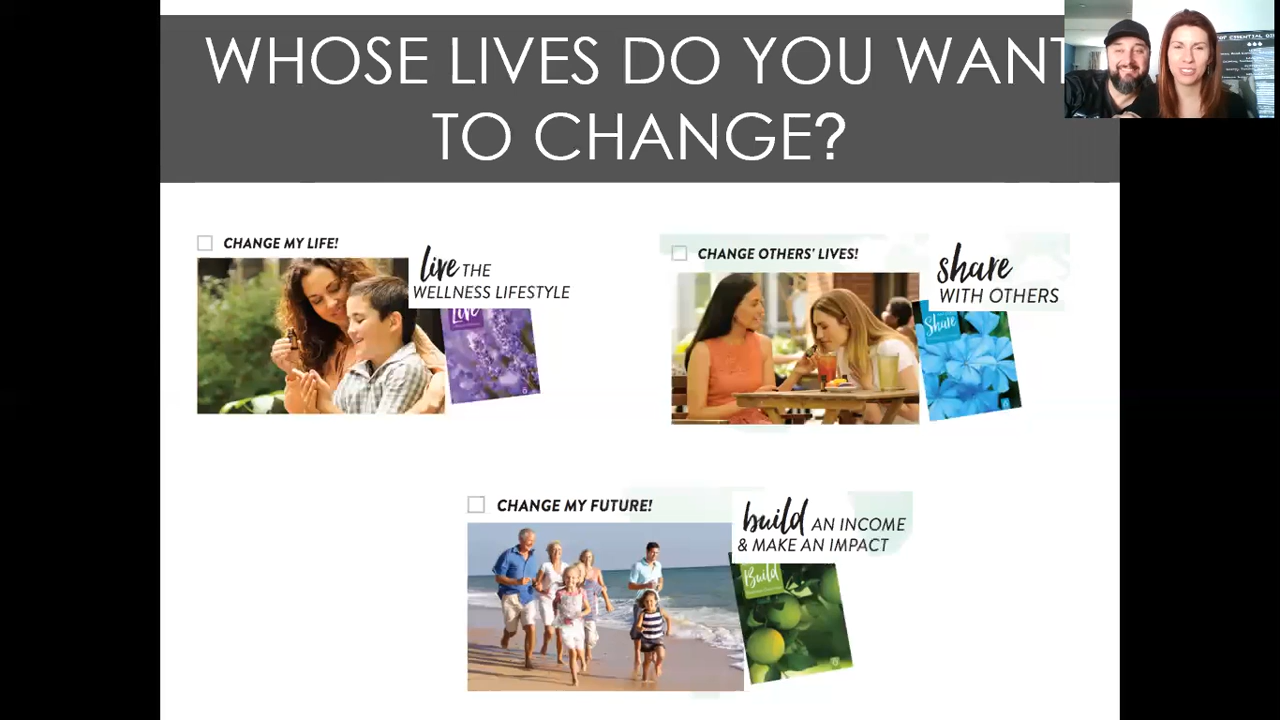 WHOSE LIVES DO YOU WANT
TO CHANGE?
CHANGE MY LIFE!
live THE
WELLNESS LIFESTYLE
Live
CHANGE OTHERS' LIVES!
share
WITH OTHERS
Share
CHANGE MY FUTURE!
build AN INCOME
& MAKE AN IMPACT
Build